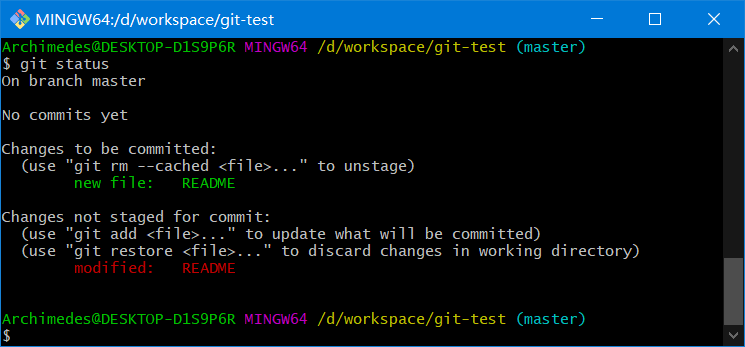 MINGW64:/d/workspace/git-test
Archimedes@DESKTOP-D1S9P6R MINGW64 /d/workspace/git-test (master)
$ git status
On branch master
No commits yet
Changes to be committed:
  (use "git rm --cached <file>..." to unstage)
        new file:   README
Changes not staged for commit:
  (use "git add <file>..." to update what will be committed)
  (use "git restore <file>..." to discard changes in working directory)
        modified:   README
Archimedes@DESKTOP-D1S9P6R MINGW64 /d/workspace/git-test (master)
$